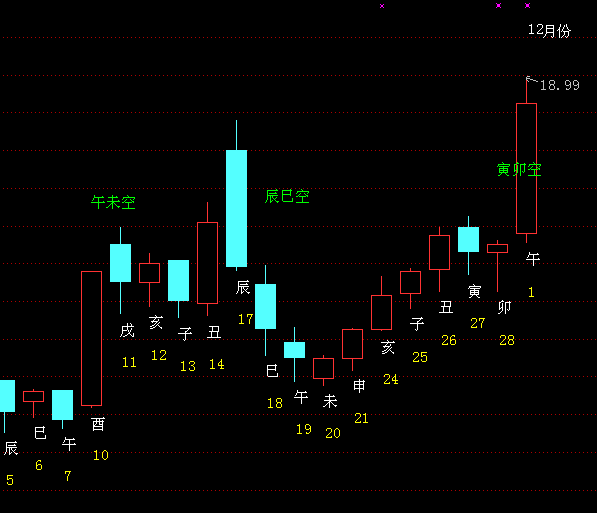 12月份
18.99
寅卯空
午未空
辰巳空
午
辰
寅
卯
1
丑
17
27
亥
子
戌
子
丑
26
28
亥
25
11
12
13
14
巳
24
申
午
未
18
21
19
20
酉
巳
午
辰
10
6
7
5